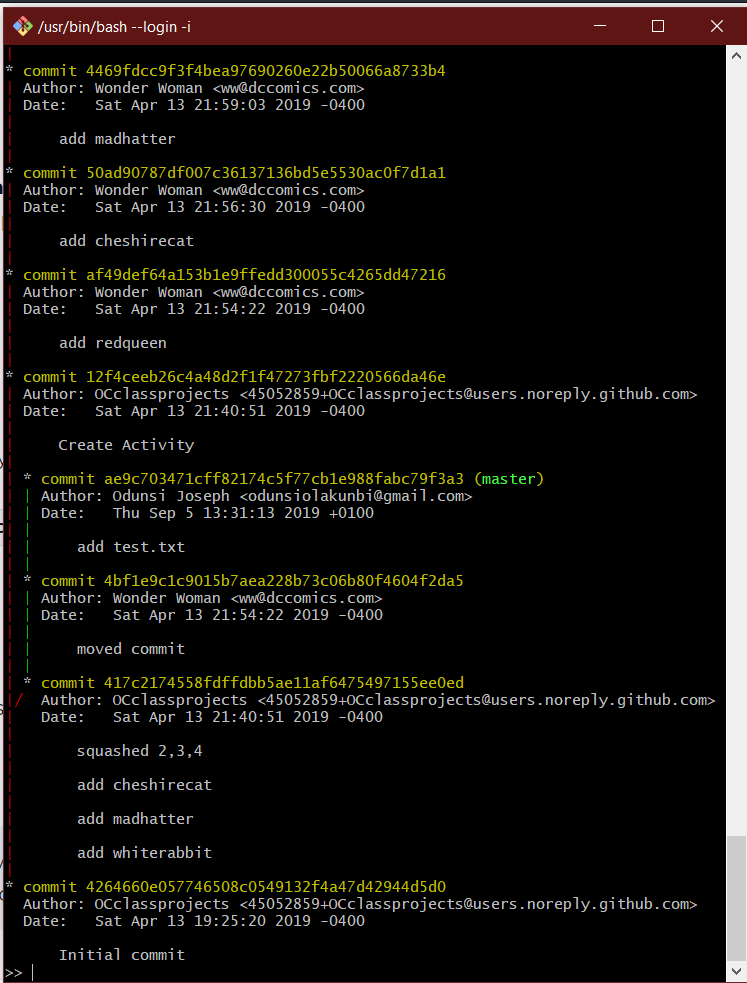 /usr/bin/bash --login -i
* commit 4469fdcc9f3f4bea97690260e22b50066a8733b4
| Author: Wonder Woman <ww@dccomics.com>
| Date:   Sat Apr 13 21:59:03 2019 -0400
|
|     add madhatter
|
* commit 50ad90787df007c36137136bd5e5530ac0f7d1a1
| Author: Wonder Woman <ww@dccomics.com>
| Date:   Sat Apr 13 21:56:30 2019 -0400
|
|     add cheshirecat
|
* commit af49def64a153b1e9ffedd300055c4265dd47216
| Author: Wonder Woman <ww@dccomics.com>
| Date:   Sat Apr 13 21:54:22 2019 -0400
|
|     add redqueen
|
* commit 12f4ceeb26c4a48d2f1f47273fbf2220566da46e
| Author: OCclassprojects <45052859+OCclassprojects@users.noreply.github.com>
| Date:   Sat Apr 13 21:40:51 2019 -0400
|
|     Create Activity
|
| * commit ae9c703471cff82174c5f77cb1e988fabc79f3a3 (master)
| | Author: Odunsi Joseph <odunsiolakunbi@gmail.com>
| | Date:   Thu Sep 5 13:31:13 2019 +0100
| |
| |     add test.txt
| |
| * commit 4bf1e9c1c9015b7aea228b73c06b80f4604f2da5
| | Author: Wonder Woman <ww@dccomics.com>
| | Date:   Sat Apr 13 21:54:22 2019 -0400
| |
| |     moved commit
| |
| * commit 417c2174558fdffdbb5ae11af6475497155ee0ed
|/  Author: OCclassprojects <45052859+OCclassprojects@users.noreply.github.com>
|   Date:   Sat Apr 13 21:40:51 2019 -0400
|
|       squashed 2,3,4
|
|       add cheshirecat
|
|       add madhatter
|
|       add whiterabbit
|
* commit 4264660e057746508c0549132f4a47d42944d5d0
Author: OCclassprojects <45052859+OCclassprojects@users.noreply.github.com>
Date:   Sat Apr 13 19:25:20 2019 -0400
Initial commit
>>